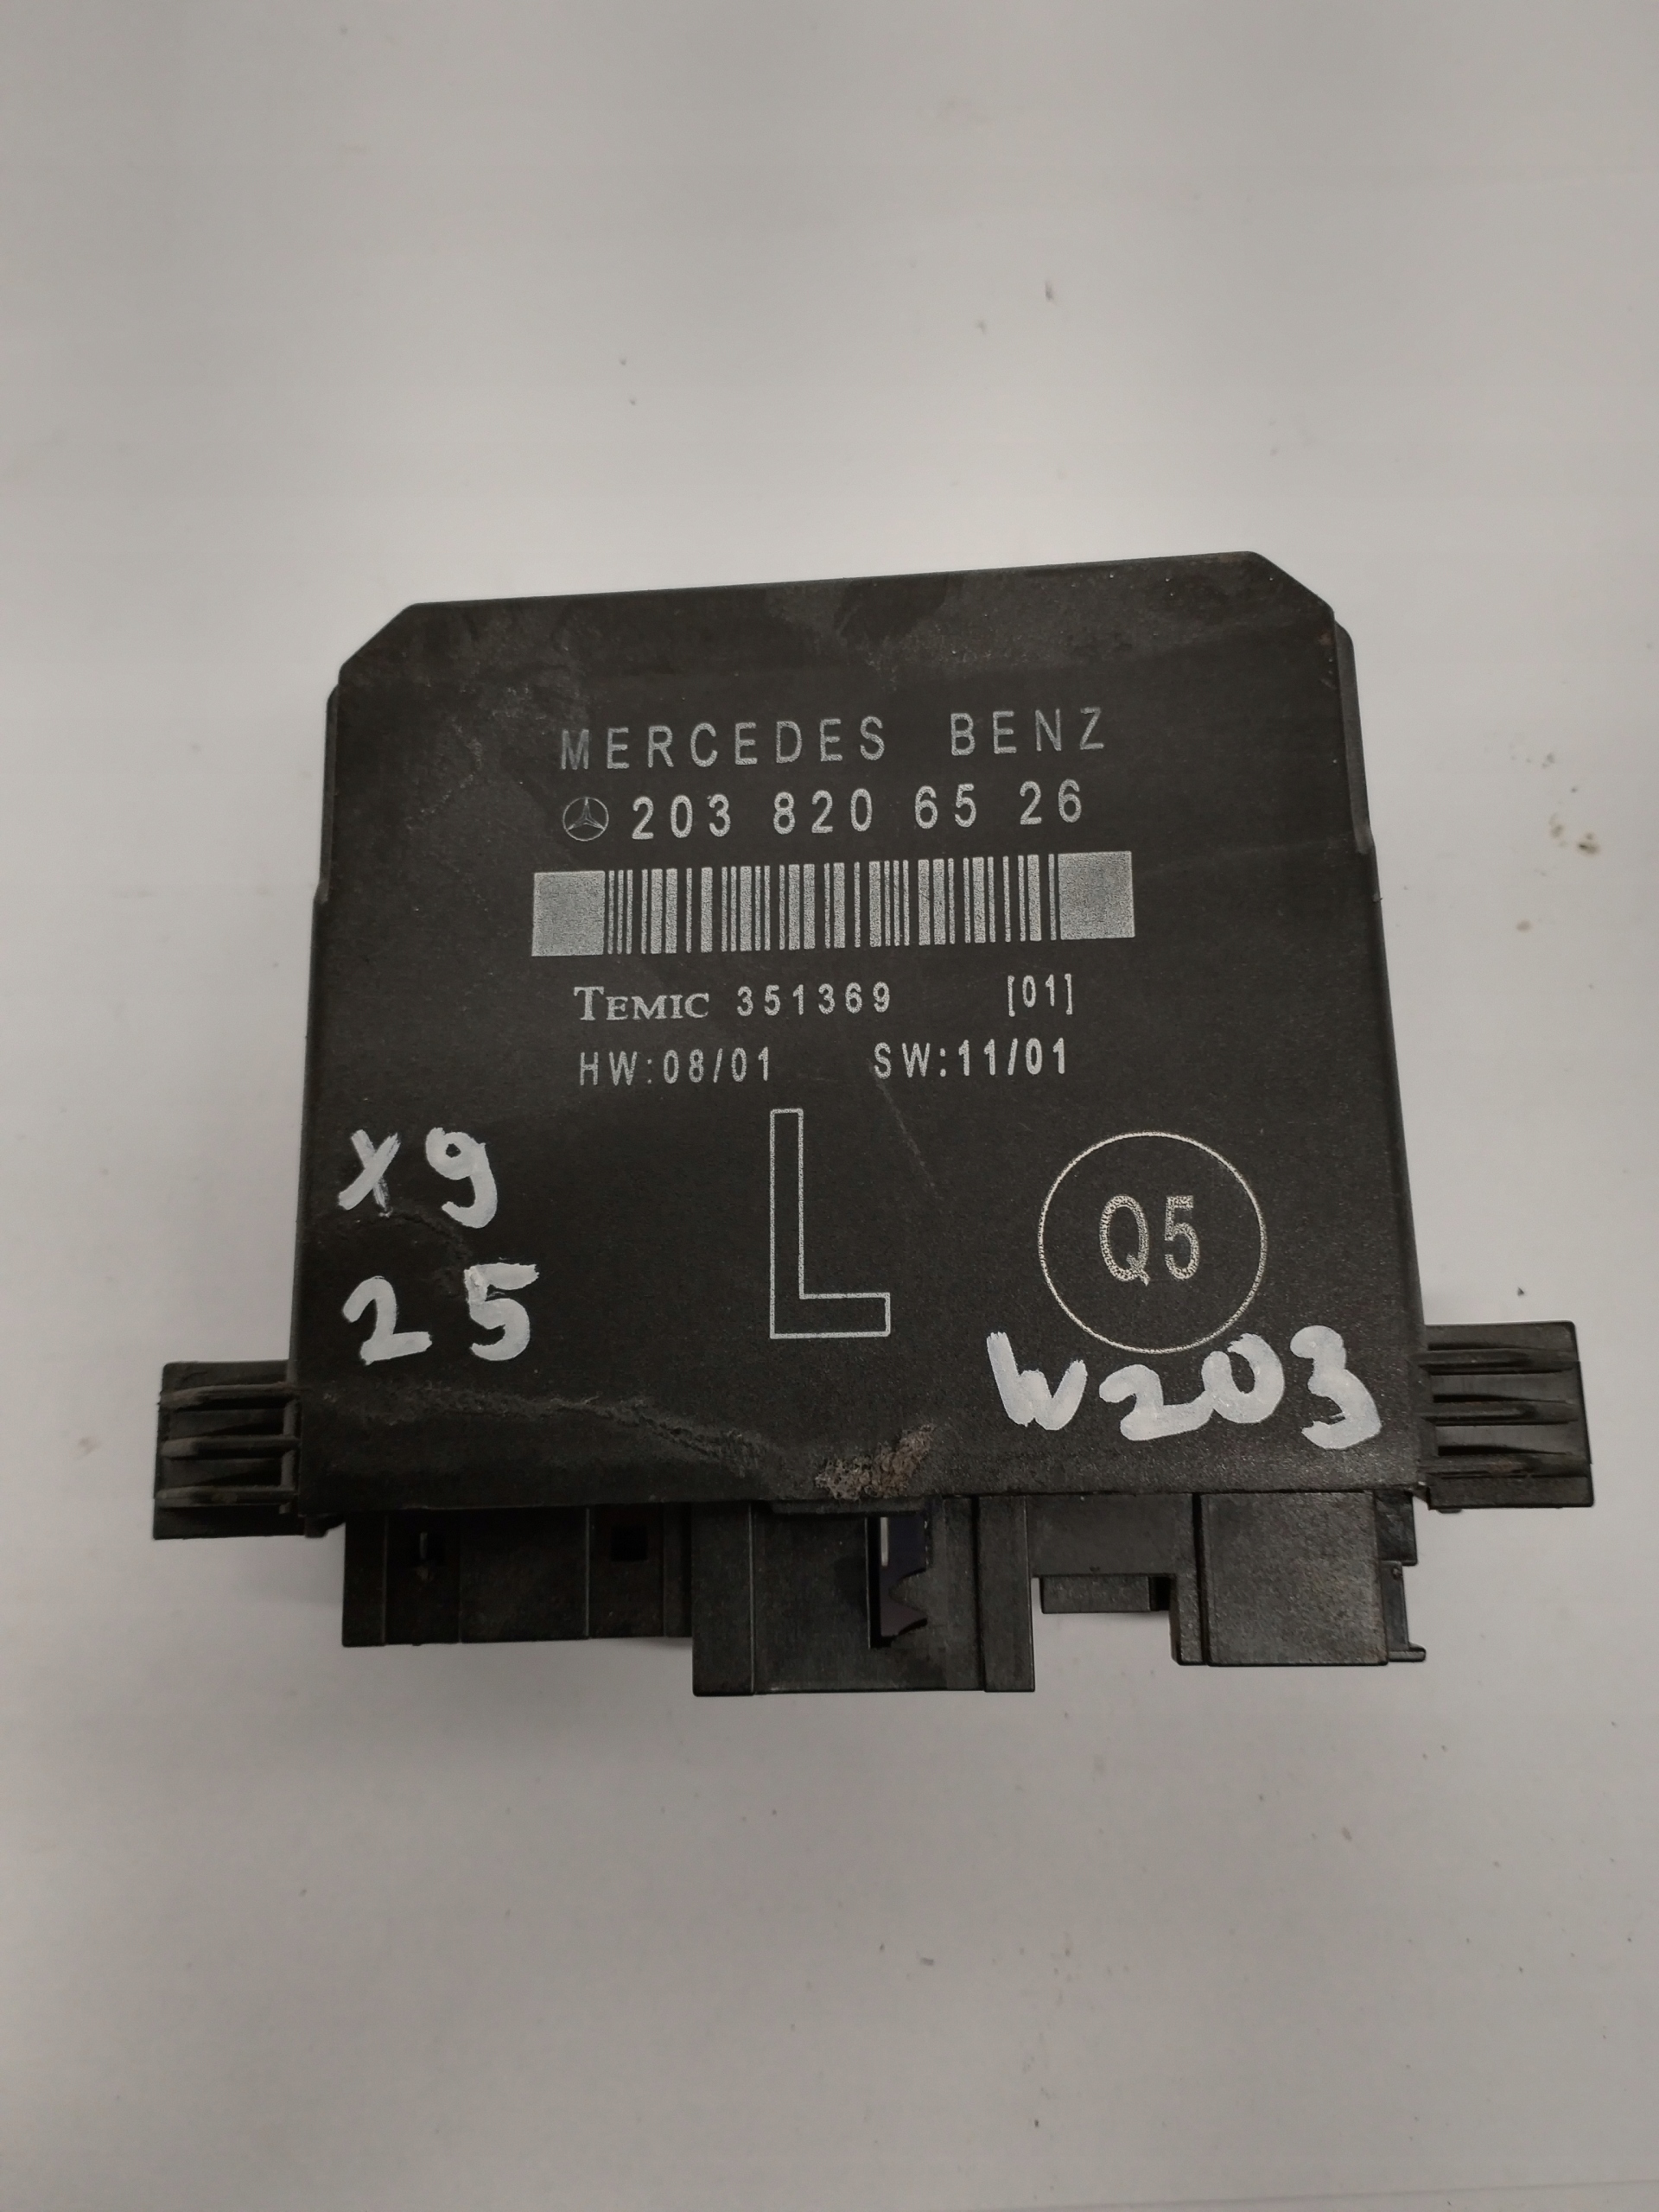 MERCEDES BENZ
203 820 65 26
TEMIC 351369 [01]
HW:08/01 SW:11/01
L
Q5
x9
25
W203